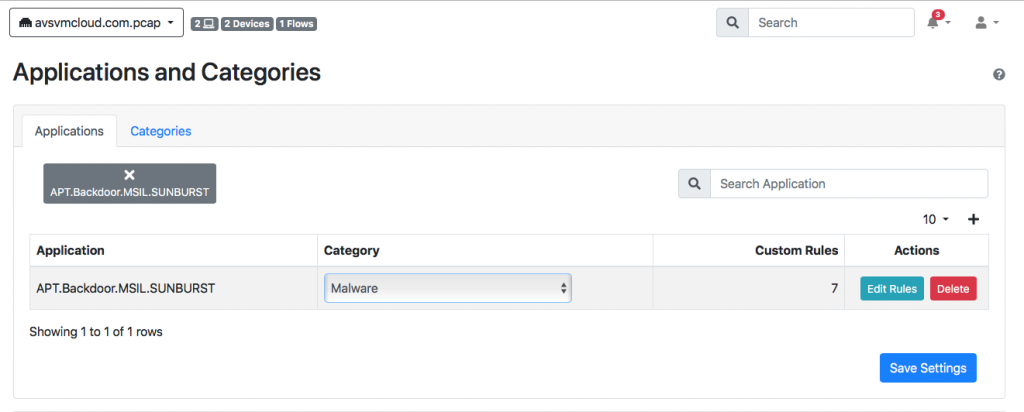 avsvmcloud.com.pcap
2
2 Devices
1 Flows
Search
3
Applications and Categories
Applications
Categories
APT.Backdoor.MSIL.SUNBURST
Search Application
10
Application
Category
Custom Rules
Actions
APT.Backdoor.MSIL.SUNBURST
Malware
7
Edit Rules
Delete
Showing 1 to 1 of 1 rows
Save Settings